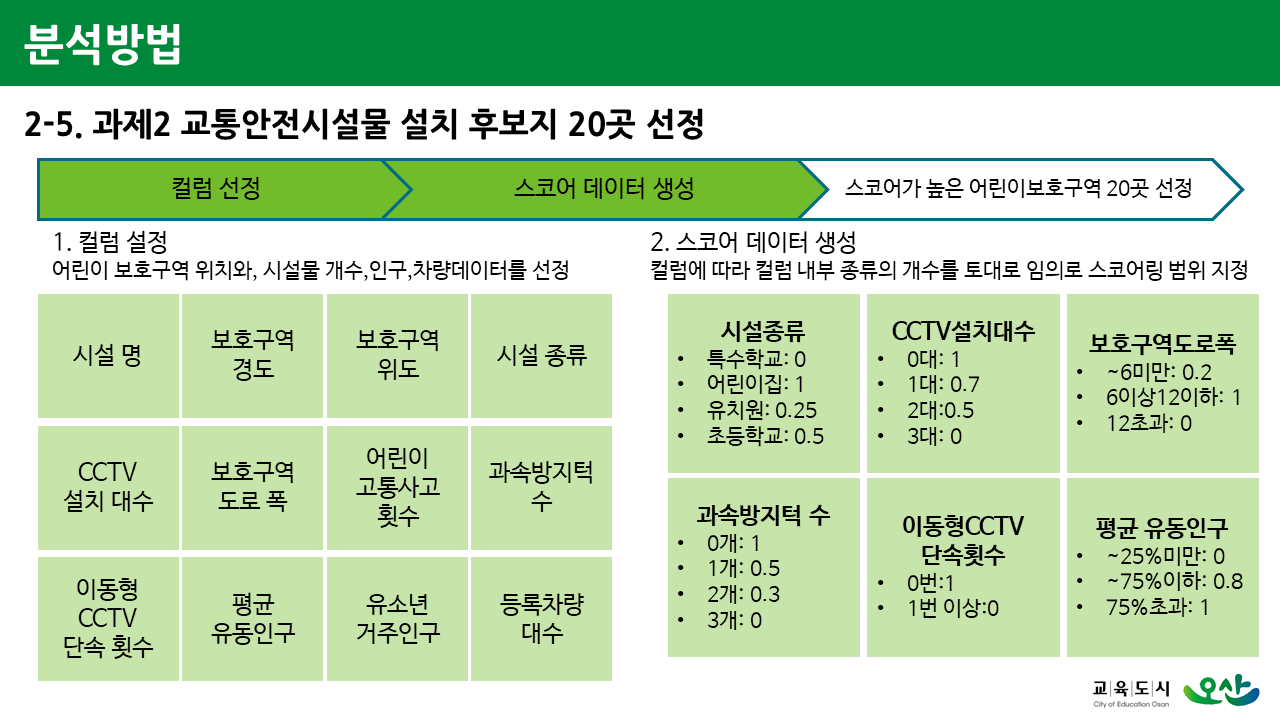 분석방법
2-5. 과제2 교통안전시설물 설치 후보지 20곳 선정
컬럼 선정
스코어 데이터 생성
스코어가 높은 어린이보호구역 20곳 선정
1. 컬럼 설정
어린이 보호구역 위치와, 시설물 개수,인구,차량데이터를 선정
시설 명
보호구역
경도
보호구역
위도
시설 종류
CCTV
설치 대수
보호구역
도로 폭
어린이
고통사고
횟수
과속방지턱
수
이동형
CCTV
단속 횟수
평균
유동인구
유소년
거주인구
등록차량
대수
2. 스코어 데이터 생성
컬럼에 따라 컬럼 내부 종류의 개수를 토대로 임의로 스코어링 범위 지정
시설종류
• 특수학교: 0
• 어린이집: 1
• 유치원: 0.25
• 초등학교: 0.5
CCTV설치대수
• 0대: 1
• 1대: 0.7
• 2대:0.5
• 3대: 0
보호구역도로폭
• ~6미만: 0.2
• 6이상12이하: 1
• 12초과: 0
과속방지턱 수
• 0개: 1
• 1개: 0.5
• 2개: 0.3
• 3개: 0
이동형CCTV
단속횟수
• 0번:1
• 1번 이상:0
평균 유동인구
• ~25%미만: 0
• ~75%이하: 0.8
• 75%초과: 1
교|육|도|시
City of Education Osan
오산